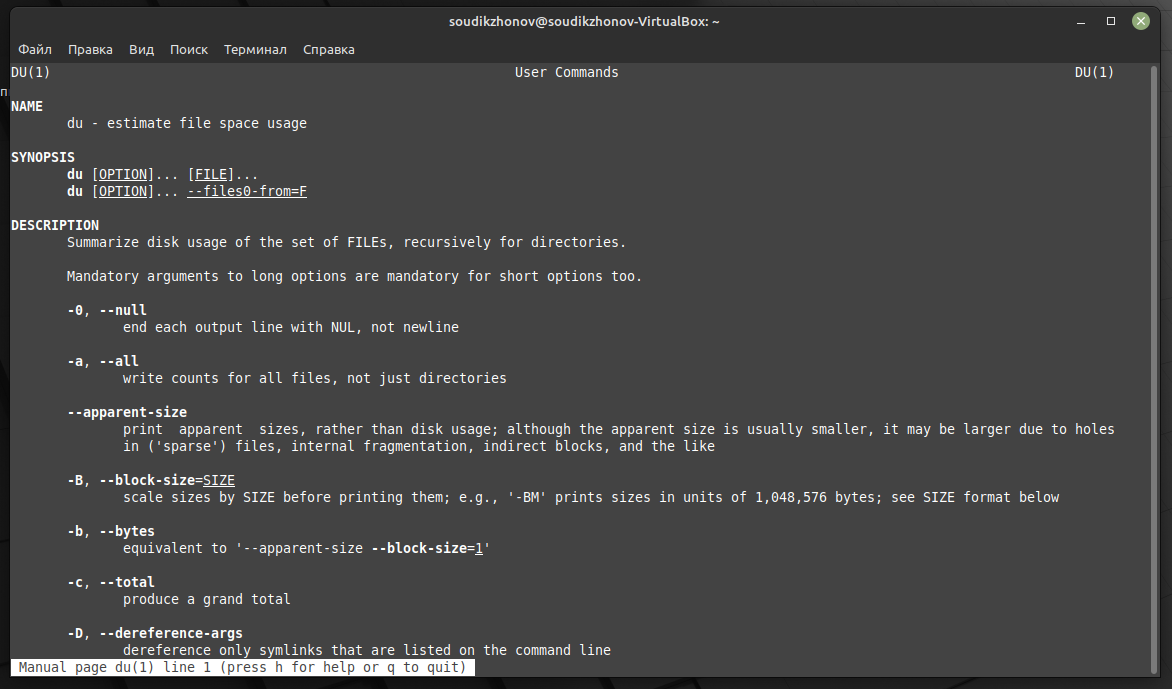 soudikzhonov@soudikzhonov-VirtualBox: ~
Файл Правка Вид Поиск Терминал Справка
DU(1) User Commands DU(1)
NAME
du - estimate file space usage
SYNOPSIS
du [OPTION]... [FILE]...
du [OPTION]... --files0-from=F
DESCRIPTION
Summarize disk usage of the set of FILEs, recursively for directories.
Mandatory arguments to long options are mandatory for short options too.
-0, --null
end each output line with NUL, not newline
-a, --all
write counts for all files, not just directories
--apparent-size
print  apparent  sizes, rather than disk usage; although the apparent size is usually smaller, it may be larger due to holes
in ('sparse') files, internal fragmentation, indirect blocks, and the like
-B, --block-size=SIZE
scale sizes by SIZE before printing them; e.g., '-BM' prints sizes in units of 1,048,576 bytes; see SIZE format below
-b, --bytes
equivalent to '--apparent-size --block-size=1'
-c, --total
produce a grand total
-D, --dereference-args
dereference only symlinks that are listed on the command line
Manual page du(1) line 1 (press h for help or q to quit)